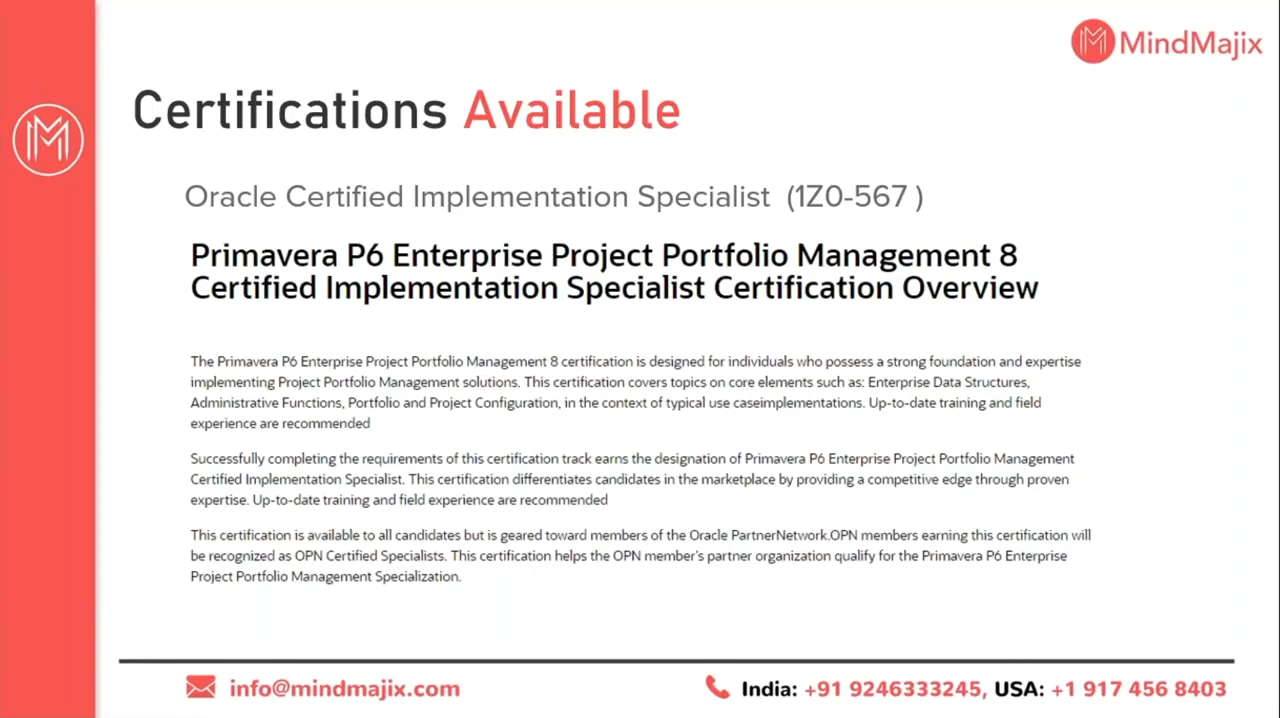 MindMajix
Certifications Available
Oracle Certified Implementation Specialist (1Z0-567 )
Primavera P6 Enterprise Project Portfolio Management 8
Certified Implementation Specialist Certification Overview
The Primavera P6 Enterprise Project Portfolio Management 8 certification is designed for individuals who possess a strong foundation and expertise
implementing Project Portfolio Management solutions. This certification covers topics on core elements such as: Enterprise Data Structures,
Administrative Functions, Portfolio and Project Configuration, in the context of typical use caseimplementations. Up-to-date training and field
experience are recommended
Successfully completing the requirements of this certification track earns the designation of Primavera P6 Enterprise Project Portfolio Management
Certified Implementation Specialist. This certification differentiates candidates in the marketplace by providing a competitive edge through proven
expertise. Up-to-date training and field experience are recommended
This certification is available to all candidates but is geared toward members of the Oracle PartnerNetwork.OPN members earning this certification will
be recognized as OPN Certified Specialists. This certification helps the OPN member's partner organization qualify for the Primavera P6 Enterprise
Project Portfolio Management Specialization.
info@mindmajix.com
India: +91 9246333245, USA: +1 917 456 8403